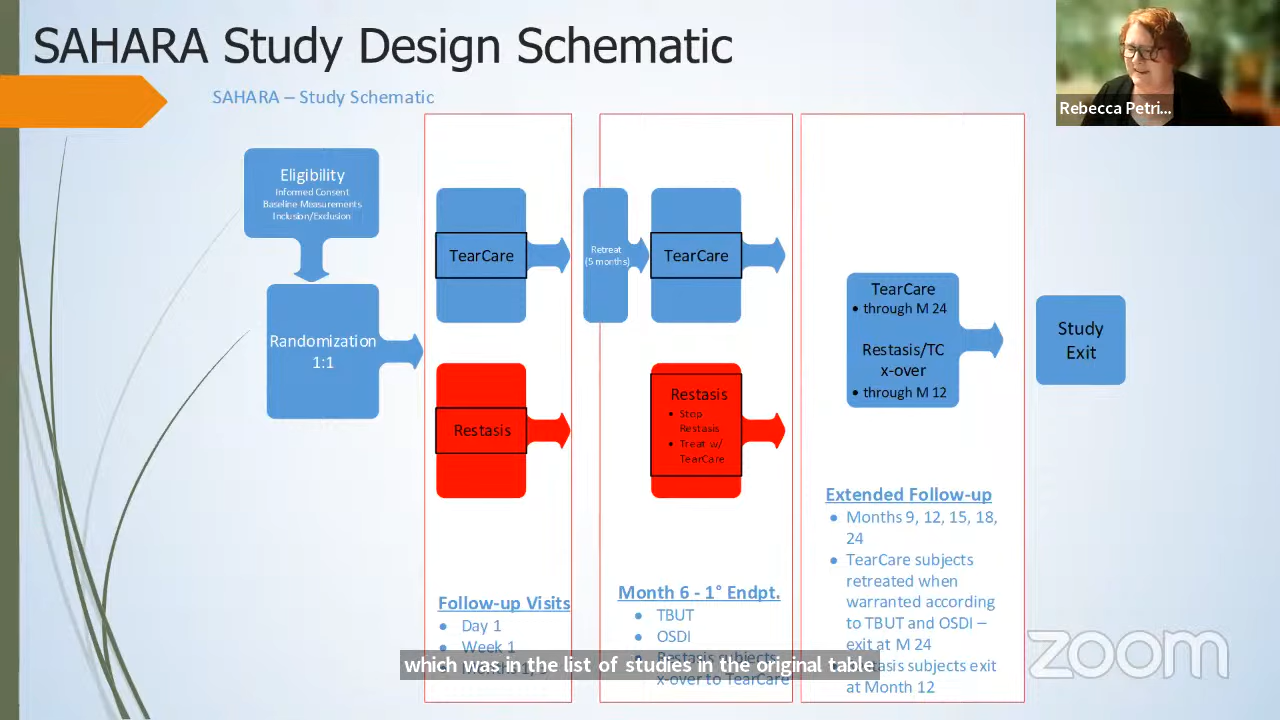 SAHARA Study Design Schematic
SAHARA – Study Schematic
Rebecca Petri...
Eligibility
Informed Consent
Baseline Measurements
Inclusion/Exclusion
Randomization
1:1
TearCare
Restasis
Retreat
(5 months)
TearCare
Restasis
• Stop
Restasis
• Treat w/
TearCare
TearCare
• through M 24
Restasis/TC
x-over
• through M 12
Study
Exit
Follow-up Visits
● Day 1
● Week 1
Month 6 - 1° Endpt.
● TBUT
● OSDI
● Restasis subjects
x-over to TearCare
Extended Follow-up
● Months 9, 12, 15, 18,
24
● TearCare subjects
retreated when
warranted according
to TBUT and OSDI –
exit at M 24
subjects exit
at Month 12
which was in the list of studies in the original table
zoom